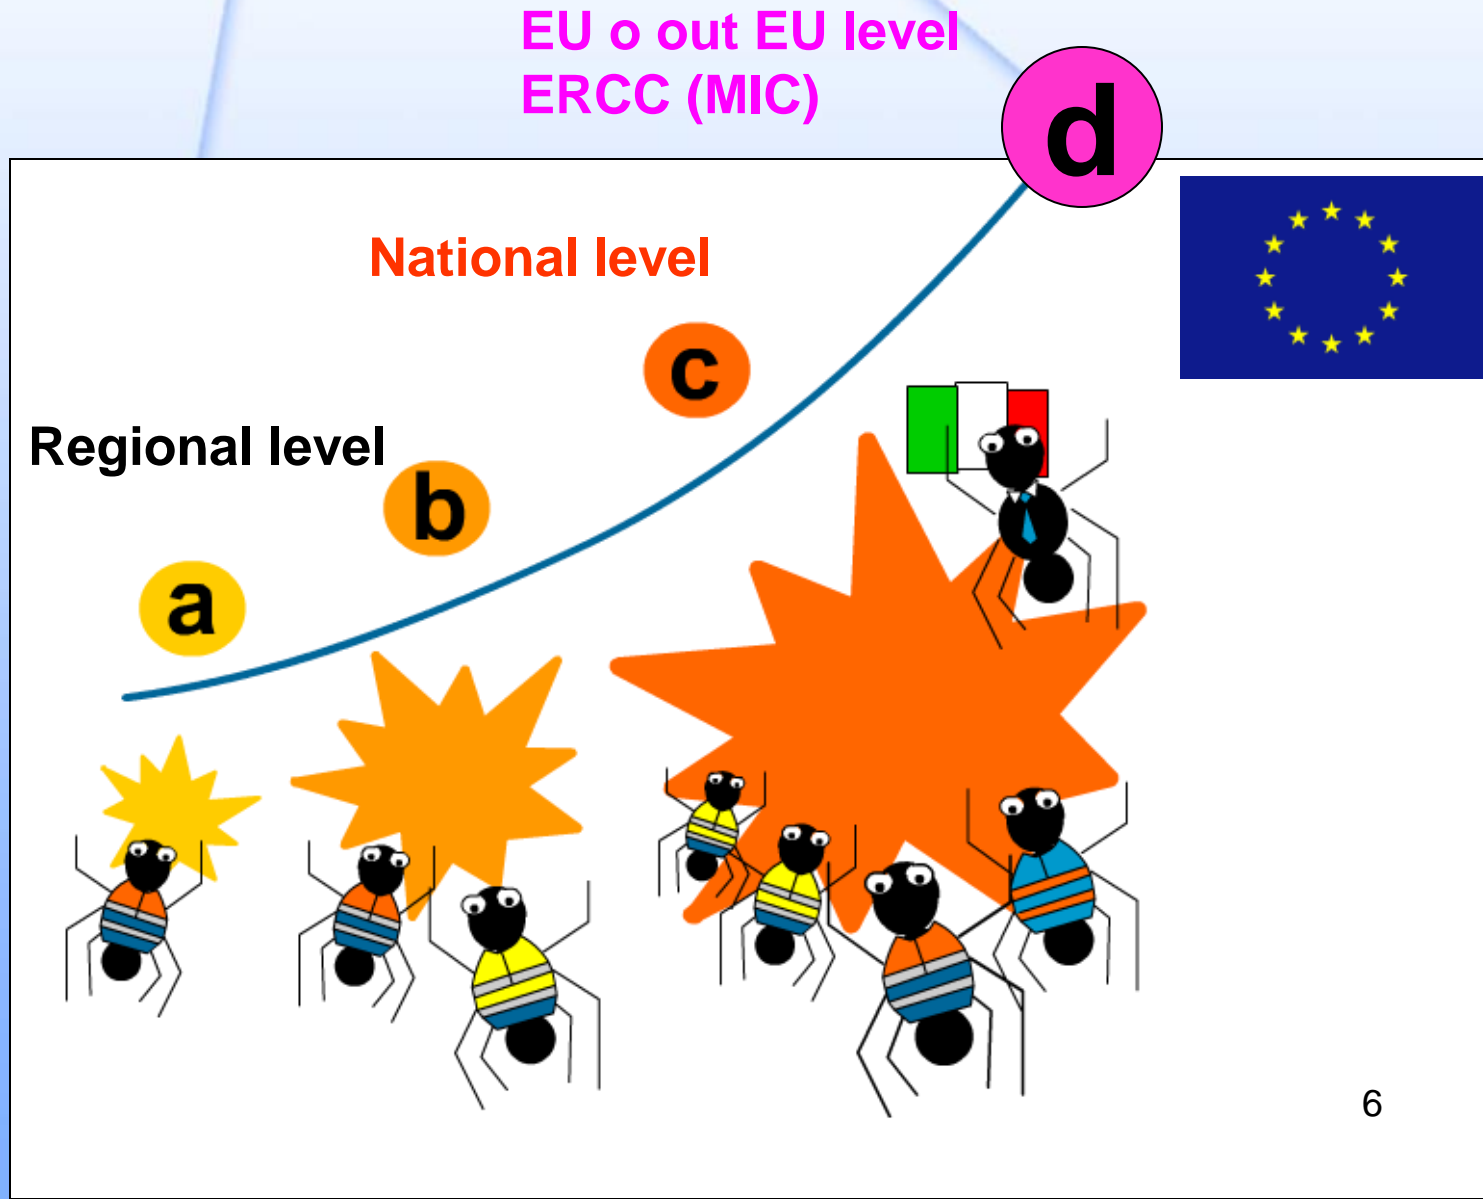 EU o out EU level
ERCC (MIC)
d
National level
c
Regional level
b
a
6